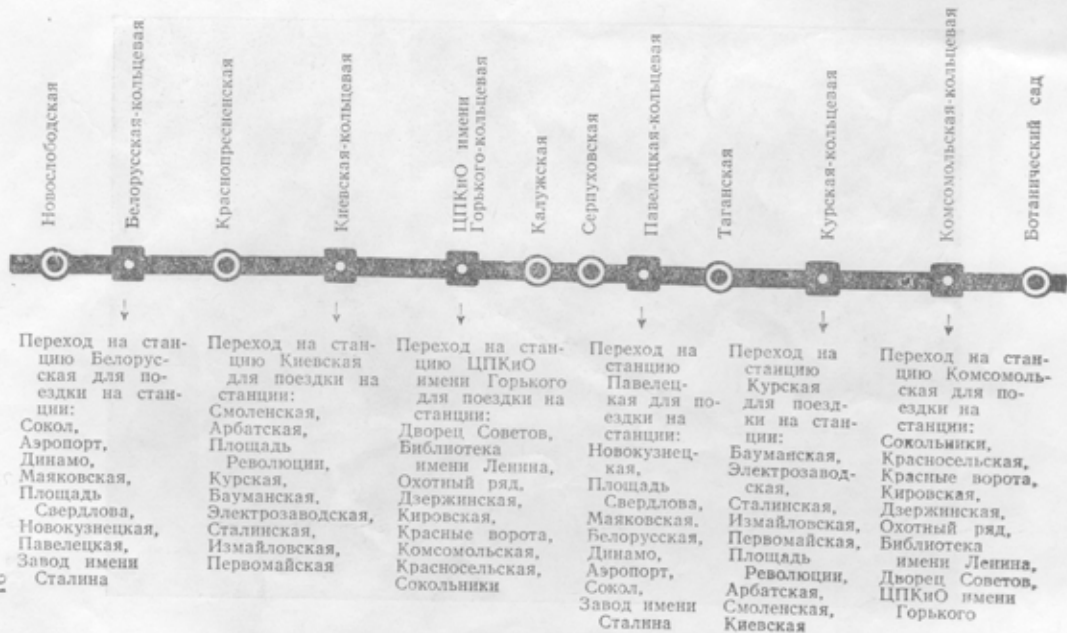 Новослободская
Белорусская-кольцевая
Краснопресненская
Киевская-кольцевая
ЦПКиО имени
Горького-кольцевая
Калужская
Серпуховская
Павелецкая-кольцевая
Таганская
Курская-кольцевая
Комсомольская-кольцевая
Ботанический сад
Переход на стан-
цию Белорус-
ская для по-
ездки на стан-
ции:
Сокол,
Аэропорт,
Динамо,
Маяковская,
Площадь
Свердлова,
Новокузнецкая,
Павелецкая,
Завод имени
Сталина
Переход на стан-
цию Киевская
для поездки на
станции:
Смоленская,
Арбатская,
Площадь
Революции,
Курская,
Бауманская,
Электрозаводская,
Сталинская,
Измайловская,
Первомайская
Переход на стан-
цию ЦПКиО
имени Горького
для поездки на
станции:
Дворец Советов,
Библиотека
имени Ленина,
Охотный ряд,
Дзержинская,
Кировская,
Красные ворота,
Комсомольская,
Красносельская,
Сокольники
Переход на
станцию
Павелец-
кая для по-
ездки на
станции:
Новокузнец-
кая,
Площадь
Свердлова,
Маяковская,
Белорусская,
Динамо,
Аэропорт,
Сокол,
Завод имени
Сталина
Переход на
станцию
Курская
для поезд-
ки на стан-
ции:
Бауманская,
Электрозавод-
ская,
Сталинская,
Измайловская,
Первомайская,
Площадь
Революции,
Арбатская,
Смоленская,
Киевская
Переход на стан-
цию Комсомоль-
ская для по-
ездки на
станции:
Сокольники,
Красносельская,
Красные ворота,
Кировская,
Дзержинская,
Охотный ряд,
Библиотека
имени Ленина,
Дворец Советов,
ЦПКиО имени
Горького